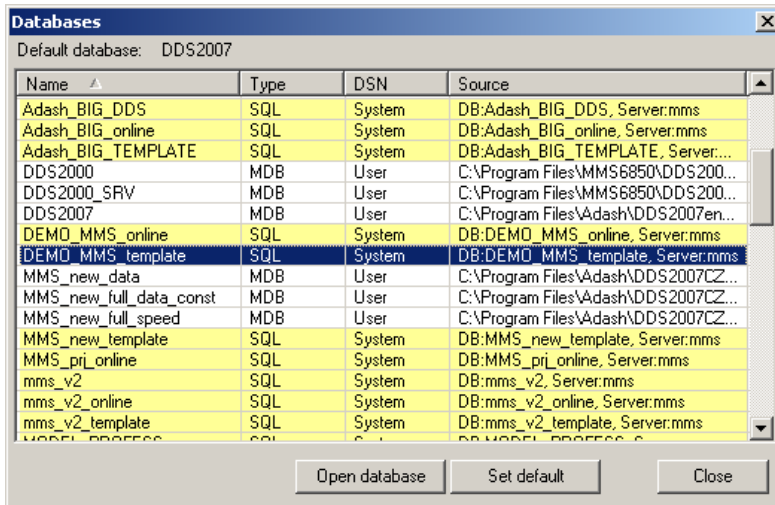 Databases
Default database: DDS2007
Name Type DSN Source
Adash_BIG_DDS SQL System DB:Adash_BIG_DDS, Server:mms
Adash_BIG_online SQL System DB:Adash_BIG_online, Server:mms
Adash_BIG_TEMPLATE SQL System DB:Adash_BIG_TEMPLATE, Server:...
DDS2000 MDB User C:\Program Files\MMS6850\DDS200...
DDS2000_SRV MDB User C:\Program Files\MMS6850\DDS200...
DDS2007 MDB User C:\Program Files\Adash\DDS2007en...
DEMO_MMS_online SQL System DB:DEMO_MMS_online, Server:mms
DEMO_MMS_template SQL System DB:DEMO_MMS_template, Server:mms
MMS_new_data MDB User C:\Program Files\Adash\DDS2007CZ...
MMS_new_full_data_const MDB User C:\Program Files\Adash\DDS2007CZ...
MMS_new_full_speed MDB User C:\Program Files\Adash\DDS2007CZ...
MMS_new_template SQL System DB:MMS_new_template, Server:mms
MMS_prj_online SQL System DB:MMS_prj_online, Server:mms
mms_v2 SQL System DB:mms_v2, Server:mms
mms_v2_online SQL System DB:mms_v2_online, Server:mms
mms_v2_template SQL System DB:mms_v2_template, Server:mms
Open database Set default Close